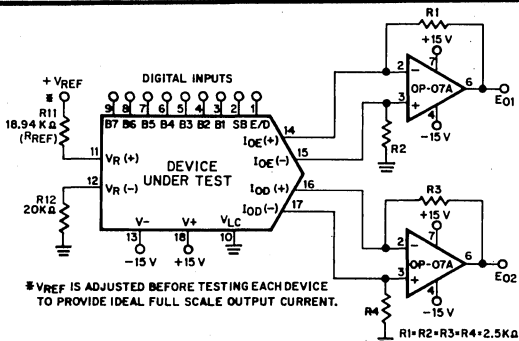 R1
+15 V
7
2
−
3
+
OP-07A
6
EO1
4
−15 V
R2
+ VREF
*
R11
18.94 KΩ
(RREF)
DIGITAL INPUTS
9 8 7 6 5 4 3 2 1
B7 B6 B5 B4 B3 B2 B1 SB E/D
14
IOE(+)
15
IOE(−)
16
IOD(+)
17
IOD(−)
11
VR(+)
12
VR(−)
DEVICE
UNDER TEST
R12
20KΩ
V− V+ VLC
13 18 10
−15 V +15 V
R3
+15 V
7
2
−
3
+
OP-07A
6
EO2
4
−15 V
R4
* VREF IS ADJUSTED BEFORE TESTING EACH DEVICE
TO PROVIDE IDEAL FULL SCALE OUTPUT CURRENT.
R1=R2=R3=R4=2.5KΩ